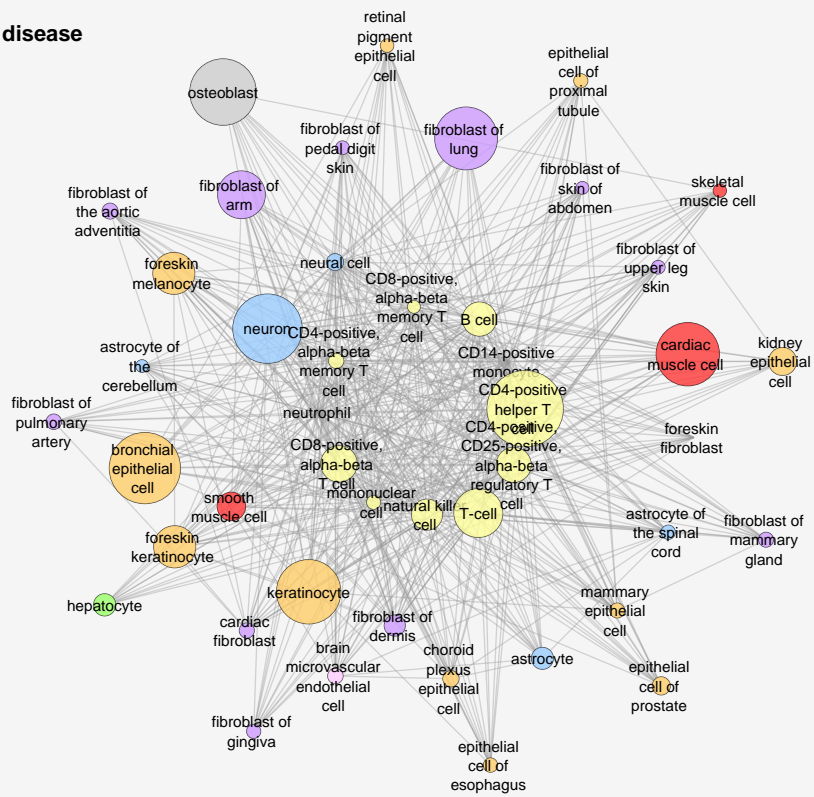 disease
retinal
pigment
epithelial
cell
epithelial
cell of
proximal
tubule
osteoblast
fibroblast of
pedal digit
skin
fibroblast of
lung
fibroblast of
arm
fibroblast of
skin of
abdomen
skeletal
muscle cell
fibroblast of
the aortic
adventitia
foreskin
melanocyte
neural cell
CD8-positive,
alpha-beta
memory T
cell
B cell
fibroblast of
upper leg
skin
neuron
CD4-positive,
alpha-beta
memory T
cell
CD14-positive
monocyte
cardiac
muscle cell
kidney
epithelial
cell
astrocyte of
the
cerebellum
CD4-positive
helper T
cell
fibroblast of
pulmonary
artery
neutrophil
CD4-positive,
CD25-positive,
alpha-beta
regulatory T
cell
foreskin
fibroblast
bronchial
epithelial
cell
CD8-positive,
alpha-beta
T cell
mononuclear
cell
natural killer
cell
T-cell
smooth
muscle cell
foreskin
keratinocyte
astrocyte of
the spinal
cord
fibroblast of
mammary
gland
hepatocyte
keratinocyte
mammary
epithelial
cell
cardiac
fibroblast
fibroblast of
dermis
brain
microvascular
endothelial
cell
choroid
plexus
epithelial
cell
astrocyte
epithelial
cell of
prostate
fibroblast of
gingiva
epithelial
cell of
esophagus